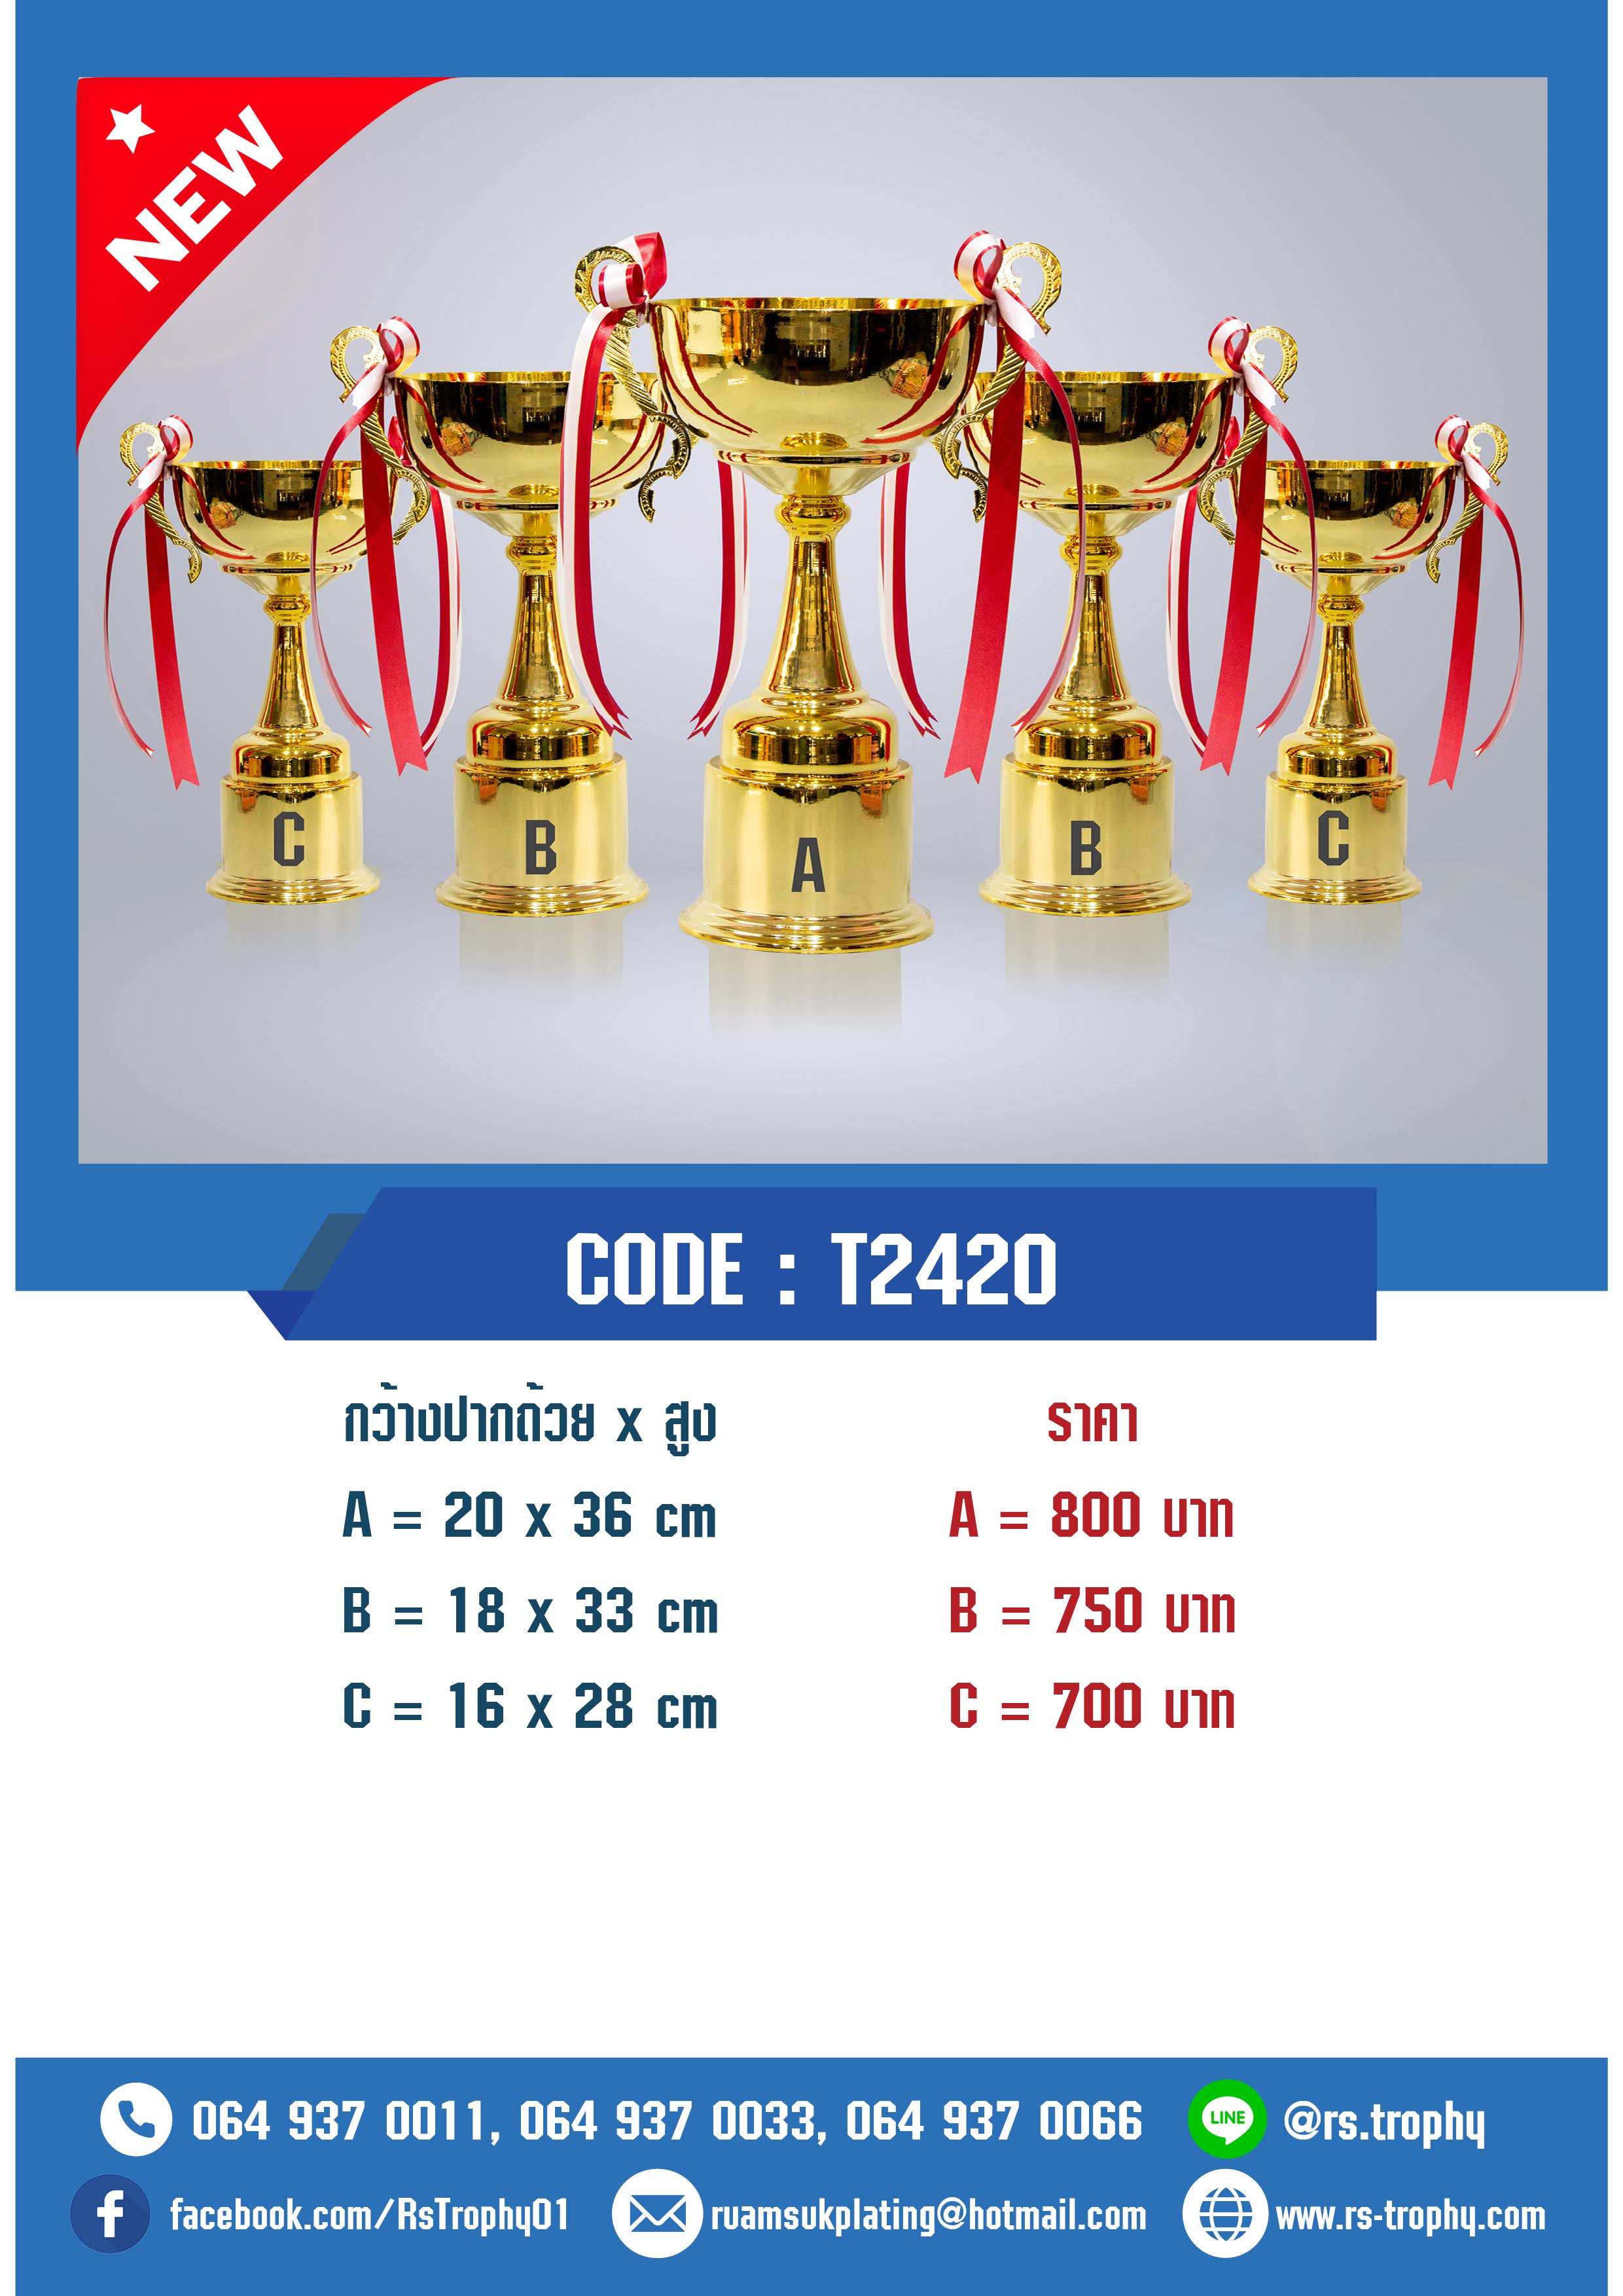 NEW
C B A B C
CODE : T2420
กว้างปากถ้วย x สูง
A = 20 x 36 cm
B = 18 x 33 cm
C = 16 x 28 cm
ราคา
A = 800 บาท
B = 750 บาท
C = 700 บาท
064 937 0011, 064 937 0033, 064 937 0066
LINE @rs.trophy
facebook.com/RsTrophy01
ruamsukplating@hotmail.com
www.rs-trophy.com